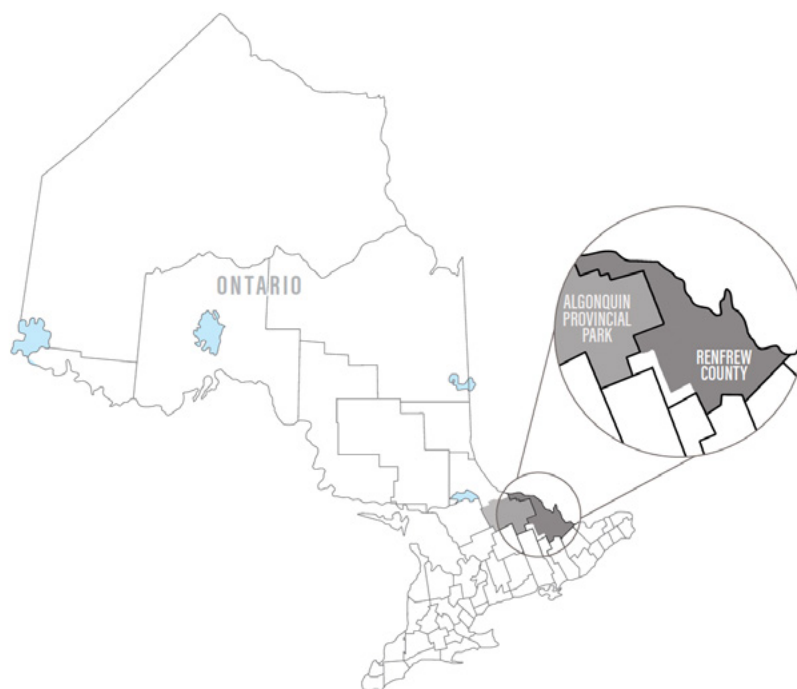 ONTARIO
ALGONQUIN
PROVINCIAL
PARK
RENFREW
COUNTY